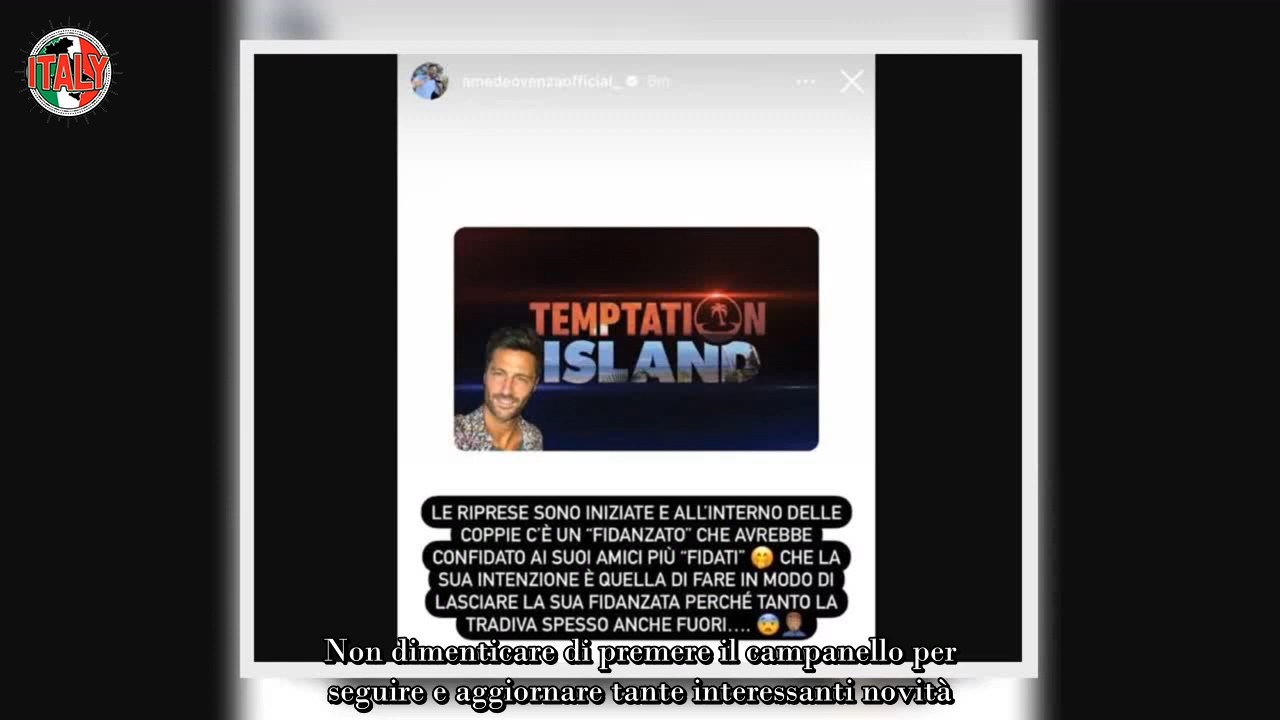 ITALY
amedeovenzaofficial_ 6m
TEMPTATION
ISLAND
LE RIPRESE SONO INIZIATE E ALL'INTERNO DELLE
COPPIE C'È UN “FIDANZATO” CHE AVREBBE
CONFIDATO AI SUOI AMICI PIÙ “FIDATI” 🤭 CHE LA
SUA INTENZIONE È QUELLA DI FARE IN MODO DI
LASCIARE LA SUA FIDANZATA PERCHÉ TANTO LA
TRADIVA SPESSO ANCHE FUORI.... 😨🤦🏽‍♂️
Non dimenticare di premere il campanello per
seguire e aggiornare tante interessanti novità